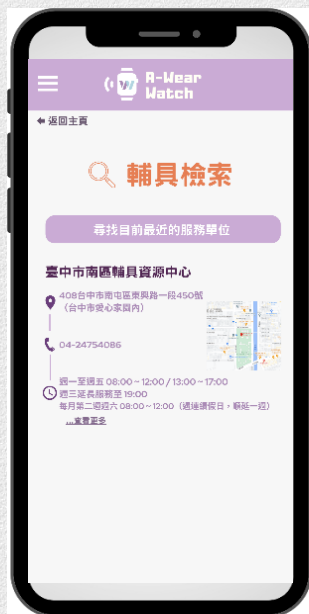 A-Wear
Watch
返回主頁
輔具檢索
尋找目前最近的服務單位
臺中市南區輔具資源中心
408台中市南屯區東興路一段450號
（台中市愛心家園內）
04-24754086
週一至週五 08:00~12:00 / 13:00~17:00
週三延長服務至 19:00
每月第二週週六 08:00~12:00（遇連續假日，順延一週）
...查看更多